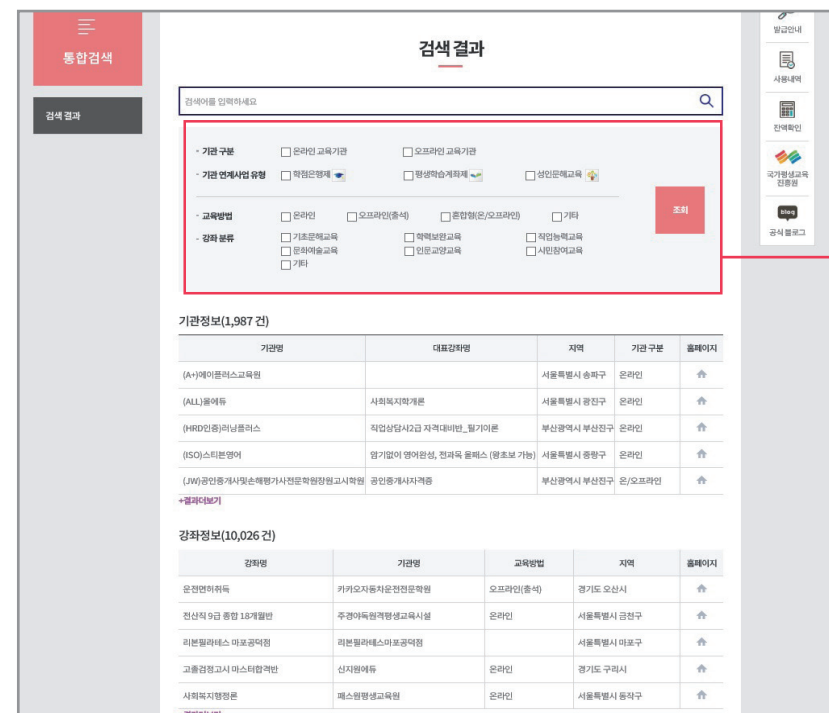 통합검색
검색 결과
발급안내
사용내역
잔액확인
국가평생교육
진흥원
blog
공식 블로그
검색 결과
검색어를 입력하세요
- 기관 구분 온라인 교육기관 오프라인 교육기관
- 기관 연계사업 유형 학점은행제 평생학습계좌제 성인문해교육
- 교육방법 온라인 오프라인(출석) 혼합형(온/오프라인) 기타
- 강좌 분류 기초문해교육 학력보완교육 직업능력교육
문화예술교육 인문교양교육 시민참여교육
기타
조회
기관정보(1,987 건)
기관명 대표강좌명 지역 기관 구분 홈페이지
(A+)에이플러스교육원 서울특별시 송파구 온라인
(ALL)올에듀 사회복지학개론 서울특별시 광진구 온라인
(HRD인증)러닝플러스 직업상담사2급 자격대비반_필기이론 부산광역시 부산진구 온라인
(ISO)스티븐영어 암기없이 영어완성, 전과목 올패스 (왕초보 가능) 서울특별시 중랑구 온라인
(JW)공인중개사및손해평가사전문학원장원고시학원 공인중개사자격증 부산광역시 부산진구 온/오프라인
+결과더보기
강좌정보(10,026 건)
강좌명 기관명 교육방법 지역 홈페이지
운전면허취득 카카오자동차운전전문학원 오프라인(출석) 경기도 오산시
전산직 9급 종합 18개월반 주경야독원격평생교육시설 온라인 서울특별시 금천구
리본필라테스 마포공덕점 리본필라테스마포공덕점 서울특별시 마포구
고졸검정고시 마스터합격반 신지원에듀 온라인 경기도 구리시
사회복지행정론 패스원평생교육원 온라인 서울특별시 동작구